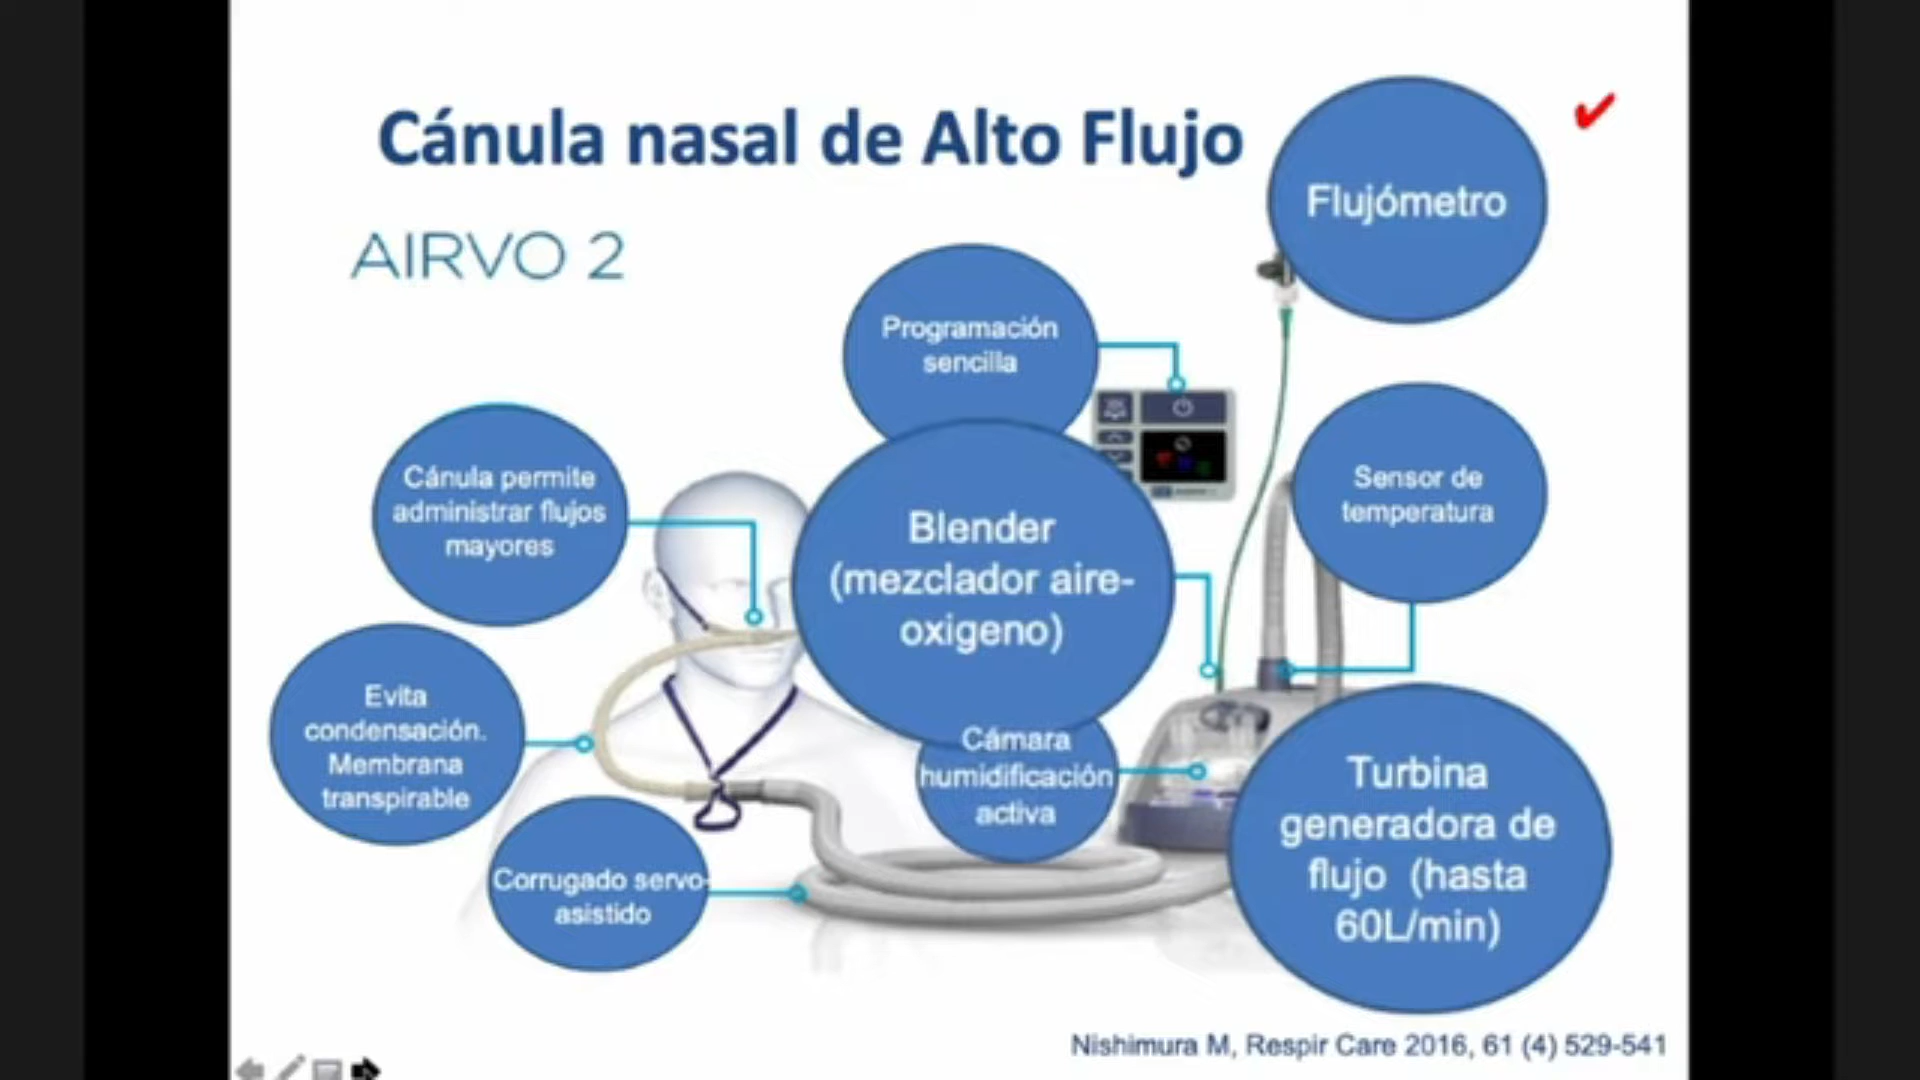 Cánula nasal de Alto Flujo
AIRVO 2
Flujómetro
Programación
sencilla
Cánula permite
administrar flujos
mayores
Blender
(mezclador aire-
oxigeno)
Sensor de
temperatura
Evita
condensación.
Membrana
transpirable
Cámara
humidificación
activa
Turbina
generadora de
flujo (hasta
60L/min)
Corrugado servo-
asistido
Nishimura M, Respir Care 2016, 61 (4) 529-541